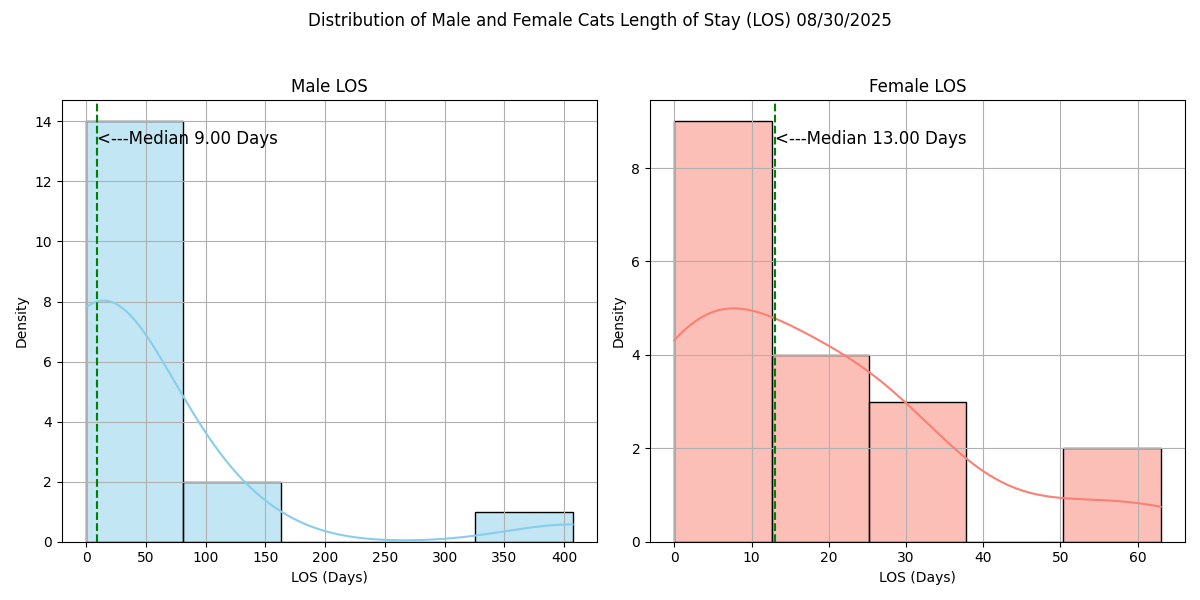 Distribution of Male and Female Cats Length of Stay (LOS) 08/30/2025
Male LOS
14
12
10
8
6
4
2
0
Density
<---Median 9.00 Days
0 50 100 150 200 250 300 350 400
LOS (Days)
Female LOS
8
6
4
2
0
Density
<---Median 13.00 Days
0 10 20 30 40 50 60
LOS (Days)